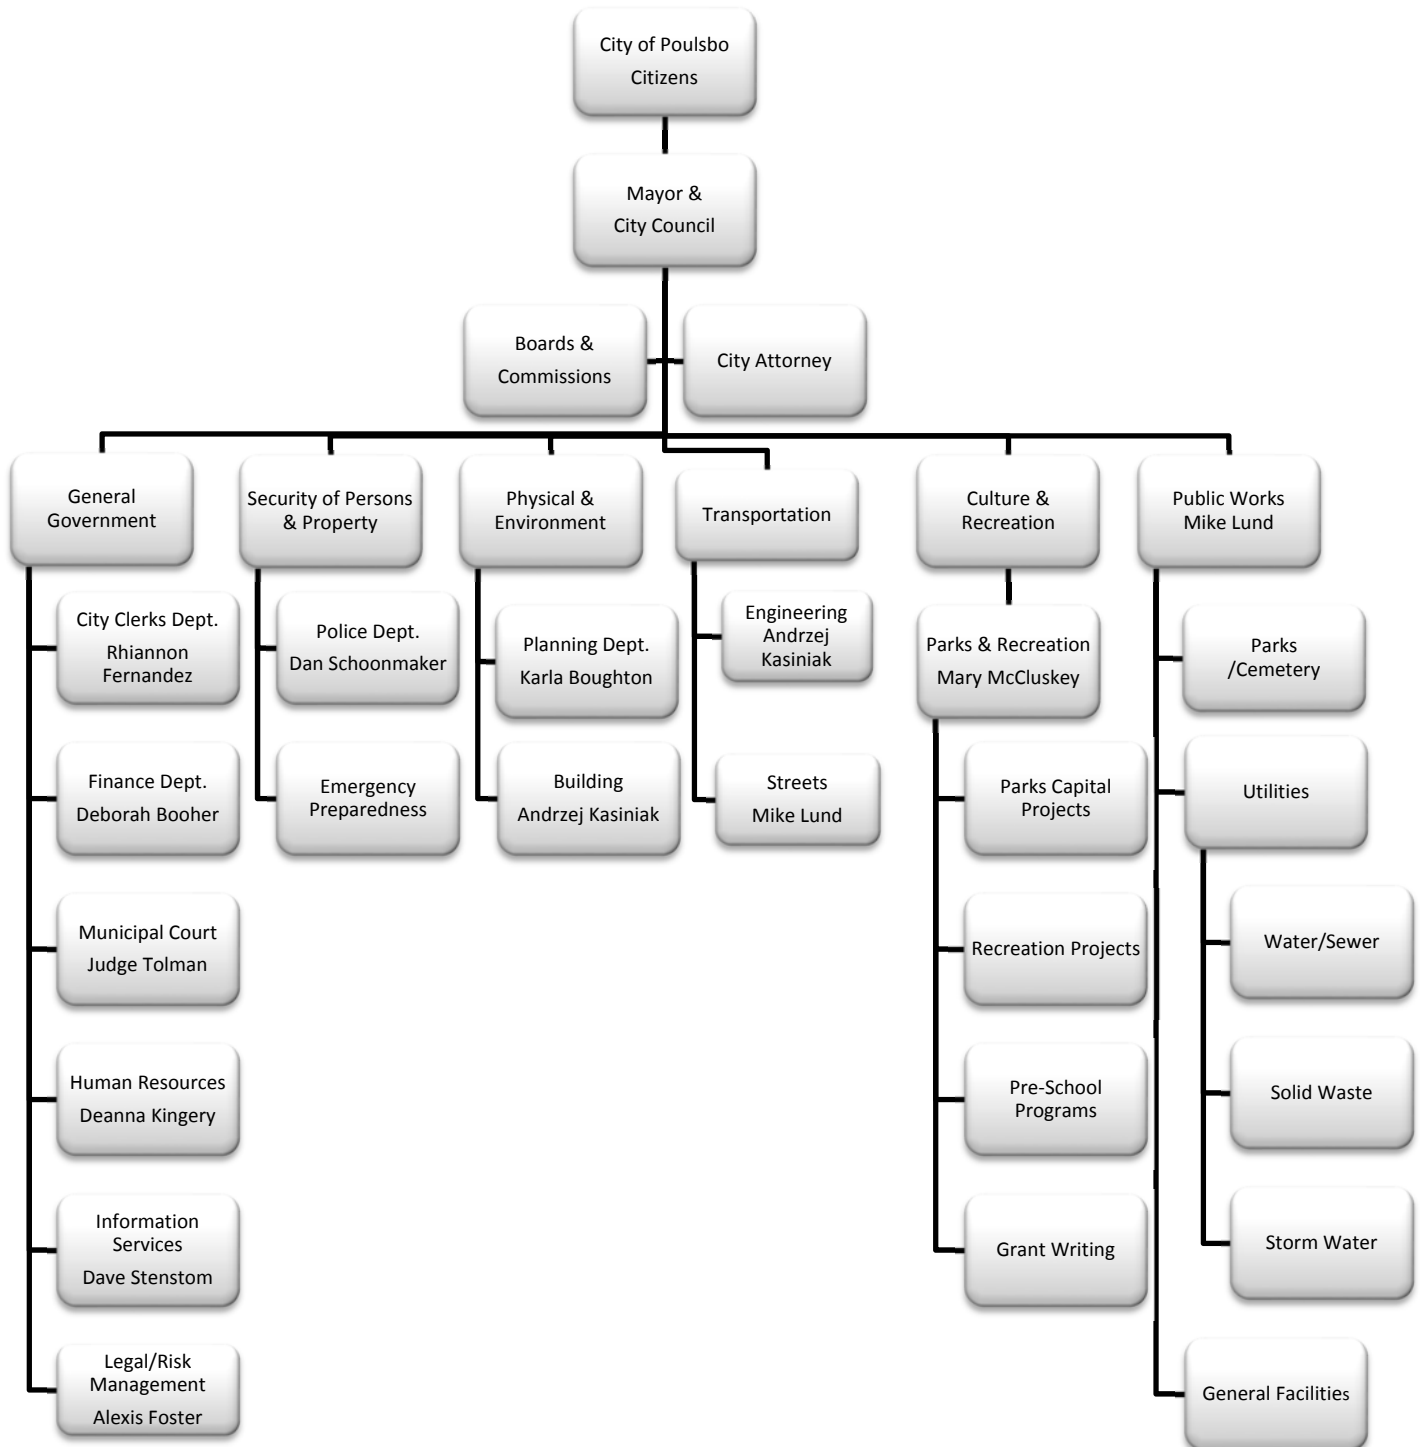 City of Poulsbo
Citizens
Mayor &
City Council
Boards &
Commissions
City Attorney
General
Government
City Clerks Dept.
Rhiannon
Fernandez
Finance Dept.
Deborah Booher
Municipal Court
Judge Tolman
Human Resources
Deanna Kingery
Information
Services
Dave Stenstom
Legal/Risk
Management
Alexis Foster
Security of Persons
& Property
Police Dept.
Dan Schoonmaker
Emergency
Preparedness
Physical &
Environment
Planning Dept.
Karla Boughton
Building
Andrzej Kasiniak
Transportation
Engineering
Andrzej
Kasiniak
Streets
Mike Lund
Culture &
Recreation
Parks & Recreation
Mary McCluskey
Parks Capital
Projects
Recreation Projects
Pre-School
Programs
Grant Writing
Public Works
Mike Lund
Parks
/Cemetery
Utilities
Water/Sewer
Solid Waste
Storm Water
General Facilities